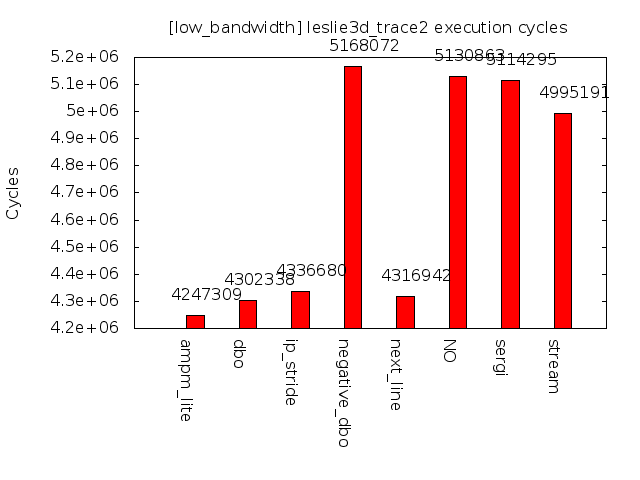 [low_bandwidth] leslie3d_trace2 execution cycles
Cycles
5.2e+06
5.1e+06
5e+06
4.9e+06
4.8e+06
4.7e+06
4.6e+06
4.5e+06
4.4e+06
4.3e+06
4.2e+06
4247309
4302338
4336680
5168072
4316942
5130863
5114295
4995191
ampm_lite
dbo
ip_stride
negative_dbo
next_line
NO
sergi
stream